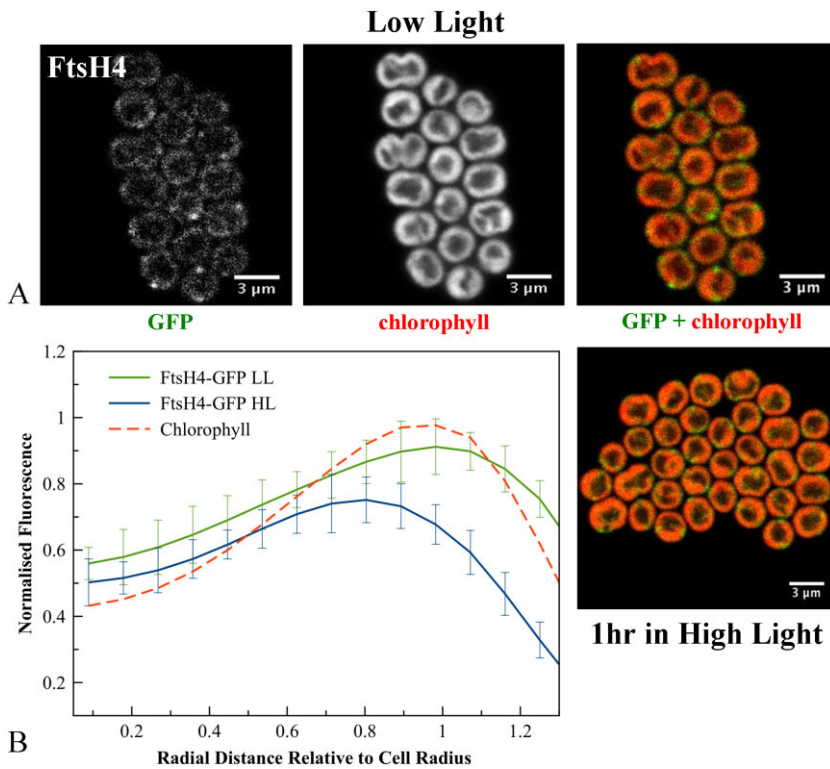 Low Light
FtsH4
3 μm
3 μm
3 μm
A
GFP
chlorophyll
GFP + chlorophyll
1.2
1
0.8
0.6
0.4
0.2
Normalised Fluorescence
FtsH4-GFP LL
FtsH4-GFP HL
Chlorophyll
0.2
0.4
0.6
0.8
1
1.2
Radial Distance Relative to Cell Radius
B
3 μm
1hr in High Light